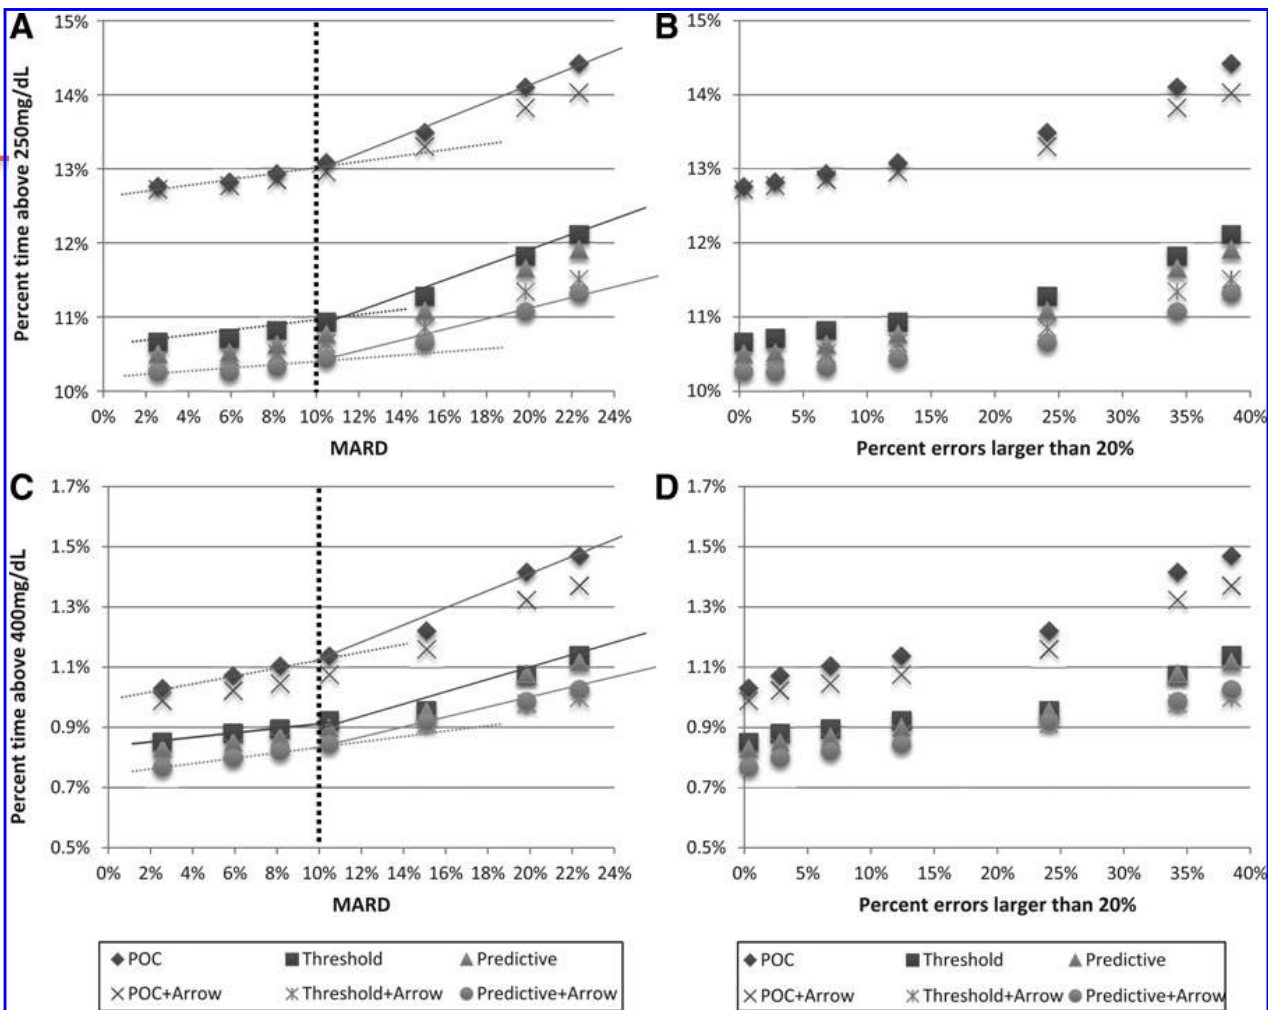 A
B
Percent time above 250mg/dL
15%
14%
13%
12%
11%
10%
0% 2% 4% 6% 8% 10% 12% 14% 16% 18% 20% 22% 24%
MARD
15%
14%
13%
12%
11%
10%
0% 5% 10% 15% 20% 25% 30% 35% 40%
Percent errors larger than 20%
C
D
Percent time above 400mg/dL
1.7%
1.5%
1.3%
1.1%
0.9%
0.7%
0.5%
0% 2% 4% 6% 8% 10% 12% 14% 16% 18% 20% 22% 24%
MARD
1.7%
1.5%
1.3%
1.1%
0.9%
0.7%
0.5%
0% 5% 10% 15% 20% 25% 30% 35% 40%
Percent errors larger than 20%
POC Threshold Predictive
POC+Arrow Threshold+Arrow Predictive+Arrow
POC Threshold Predictive
POC+Arrow Threshold+Arrow Predictive+Arrow